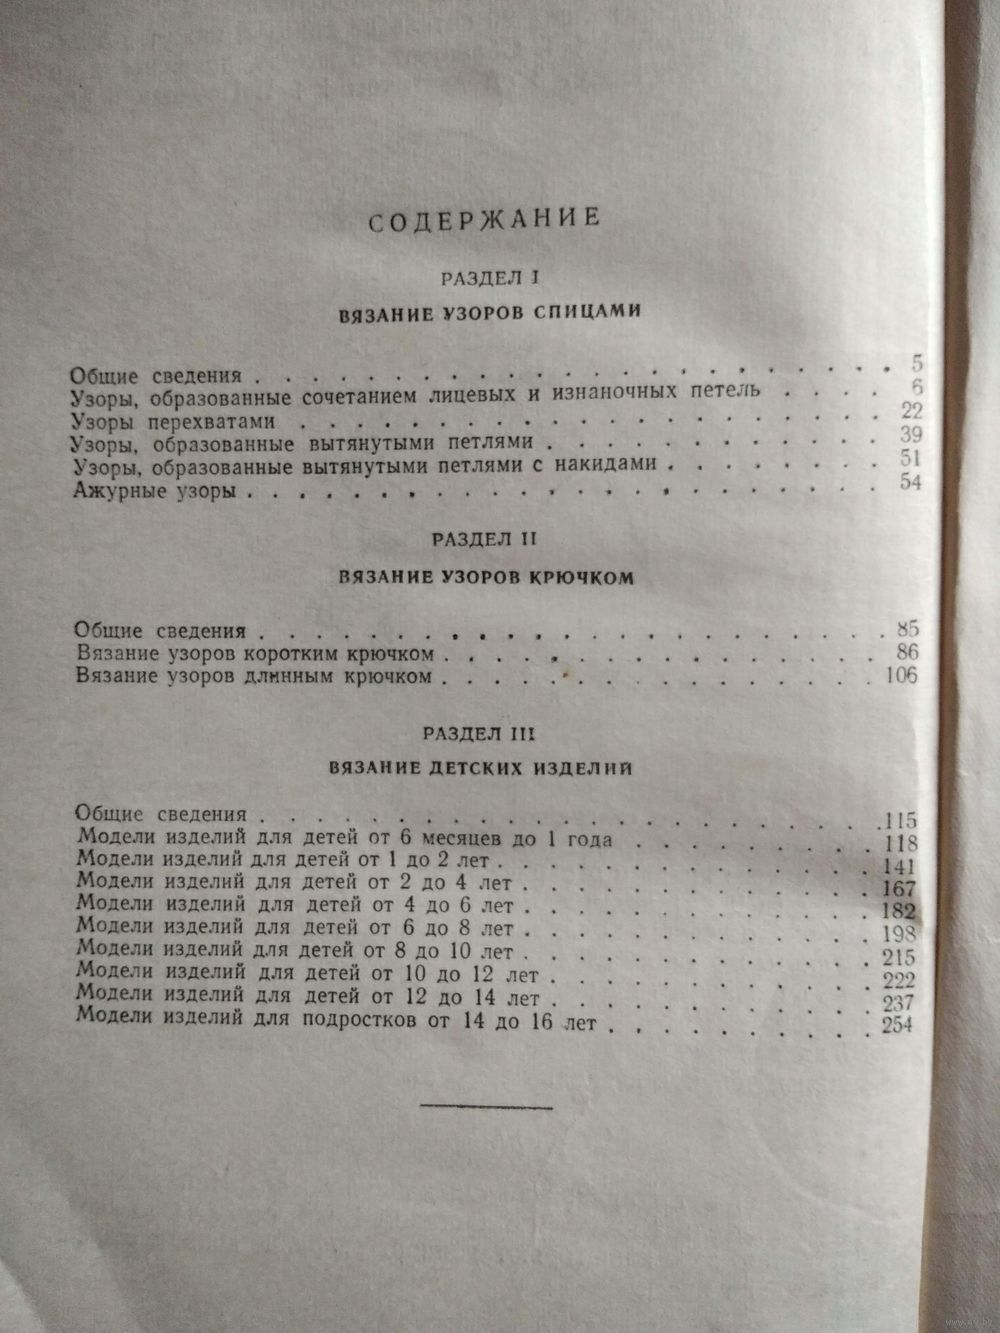 СОДЕРЖАНИЕ
РАЗДЕЛ I
ВЯЗАНИЕ УЗОРОВ СПИЦАМИ
Общие сведения . . . . . . . . . . . . . . . . . . . . . . 5
Узоры, образованные сочетанием лицевых и изнаночных петель . . . . 6
Узоры перехватами . . . . . . . . . . . . . . . . . . . . . 22
Узоры, образованные вытянутыми петлями . . . . . . . . . . . . 39
Узоры, образованные вытянутыми петлями с накидами . . . . . . . . 51
Ажурные узоры . . . . . . . . . . . . . . . . . . . . . . . 54
РАЗДЕЛ II
ВЯЗАНИЕ УЗОРОВ КРЮЧКОМ
Общие сведения . . . . . . . . . . . . . . . . . . . . . . . 85
Вязание узоров коротким крючком . . . . . . . . . . . . . . . . 86
Вязание узоров длинным крючком . . . . . . . . . . . . . . . . 106
РАЗДЕЛ III
ВЯЗАНИЕ ДЕТСКИХ ИЗДЕЛИЙ
Общие сведения . . . . . . . . . . . . . . . . . . . . . . . 115
Модели изделий для детей от 6 месяцев до 1 года . . . . . . . . . 118
Модели изделий для детей от 1 до 2 лет . . . . . . . . . . . . . 141
Модели изделий для детей от 2 до 4 лет . . . . . . . . . . . . . 167
Модели изделий для детей от 4 до 6 лет . . . . . . . . . . . . . 182
Модели изделий для детей от 6 до 8 лет . . . . . . . . . . . . . 198
Модели изделий для детей от 8 до 10 лет . . . . . . . . . . . . . 215
Модели изделий для детей от 10 до 12 лет . . . . . . . . . . . . 222
Модели изделий для детей от 12 до 14 лет . . . . . . . . . . . . 237
Модели изделий для подростков от 14 до 16 лет . . . . . . . . . . 254